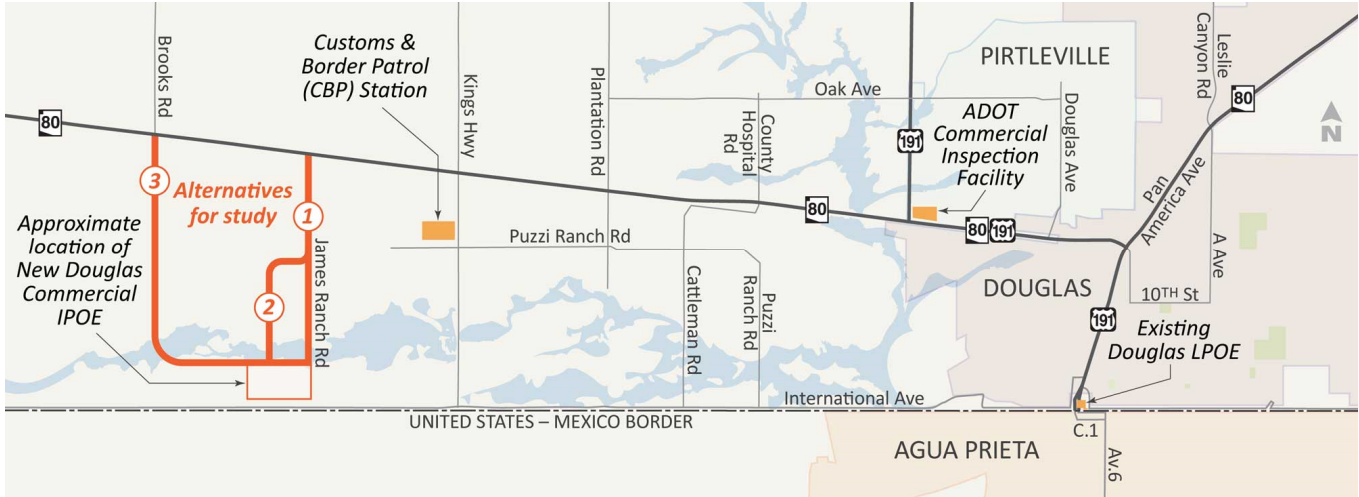 Brooks Rd
Customs &
Border Patrol
(CBP) Station
Kings Hwy
Plantation Rd
Oak Ave
County
Hospital
Rd
PIRTLEVILLE
Leslie
Canyon Rd
80
80
N
191
ADOT
Commercial
Inspection
Facility
Douglas Ave
Pan
America Ave
3
Alternatives
for study
1
Approximate
location of
New Douglas
Commercial
IPOE
James Ranch Rd
2
Puzzi Ranch Rd
80
80
191
A Ave
DOUGLAS
10TH St
Cattleman Rd
Puzzi
Ranch Rd
191
Existing
Douglas LPOE
International Ave
UNITED STATES – MEXICO BORDER
AGUA PRIETA
C.1
Av.6